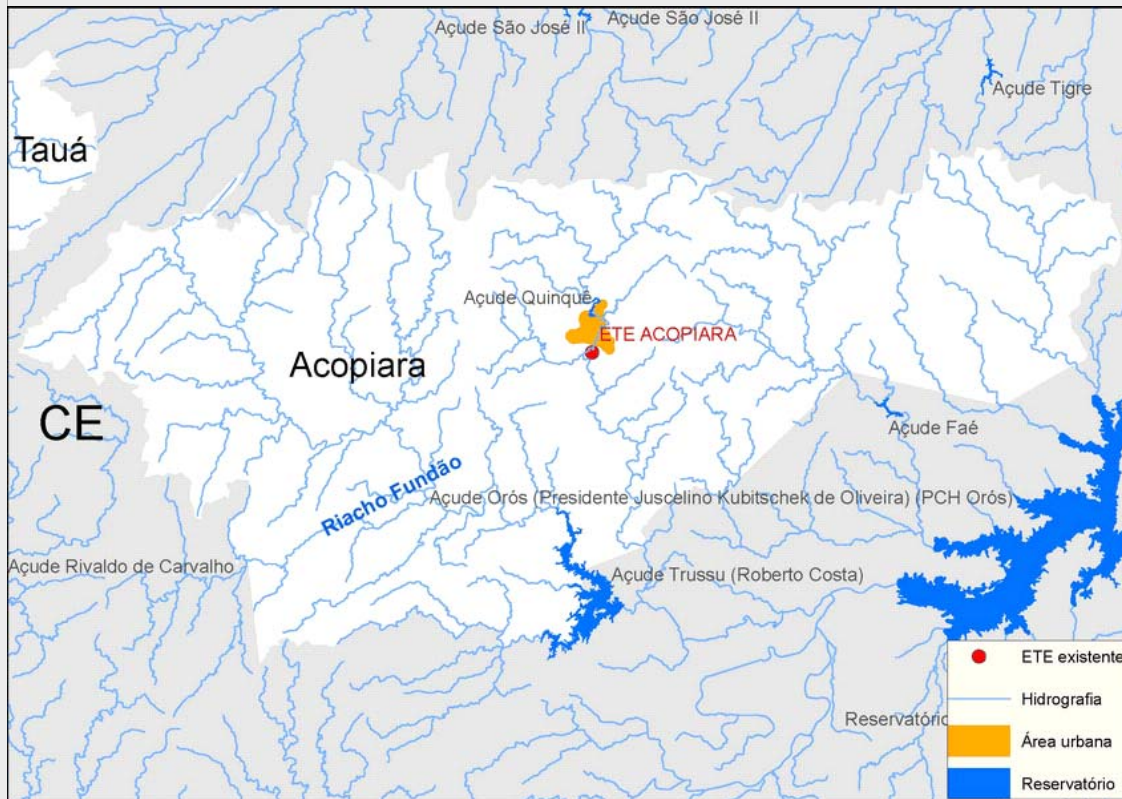 Açude São José II
Açude São José II
Açude Tigre
Tauá
Açude Quinquê
ETE ACOPIARA
Acopiara
CE
Açude Faé
Riacho Fundão
Açude Orós (Presidente Juscelino Kubitschek de Oliveira) (PCH Orós)
Açude Rivaldo de Carvalho
Açude Trussu (Roberto Costa)
Reservatório
ETE existente
Hidrografia
Área urbana
Reservatório